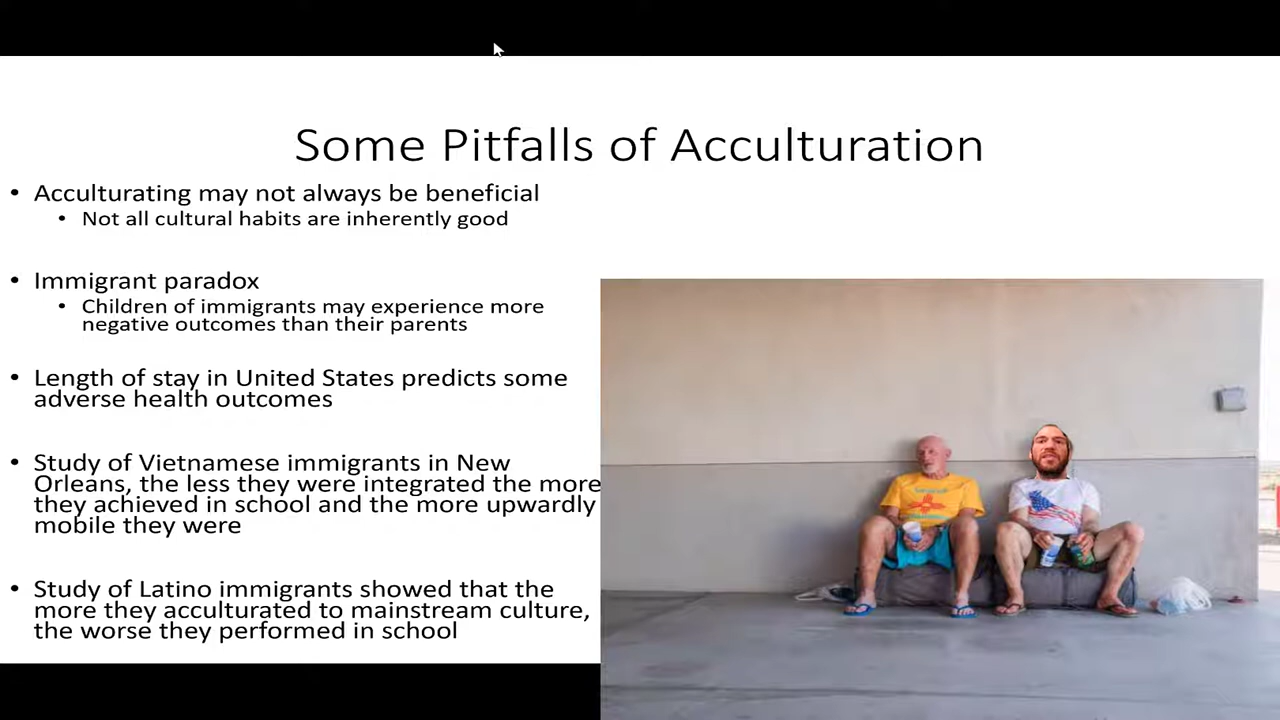 Some Pitfalls of Acculturation
• Acculturating may not always be beneficial
• Not all cultural habits are inherently good
• Immigrant paradox
• Children of immigrants may experience more
negative outcomes than their parents
• Length of stay in United States predicts some
adverse health outcomes
• Study of Vietnamese immigrants in New
Orleans, the less they were integrated the more
they achieved in school and the more upwardly
mobile they were
• Study of Latino immigrants showed that the
more they acculturated to mainstream culture,
the worse they performed in school